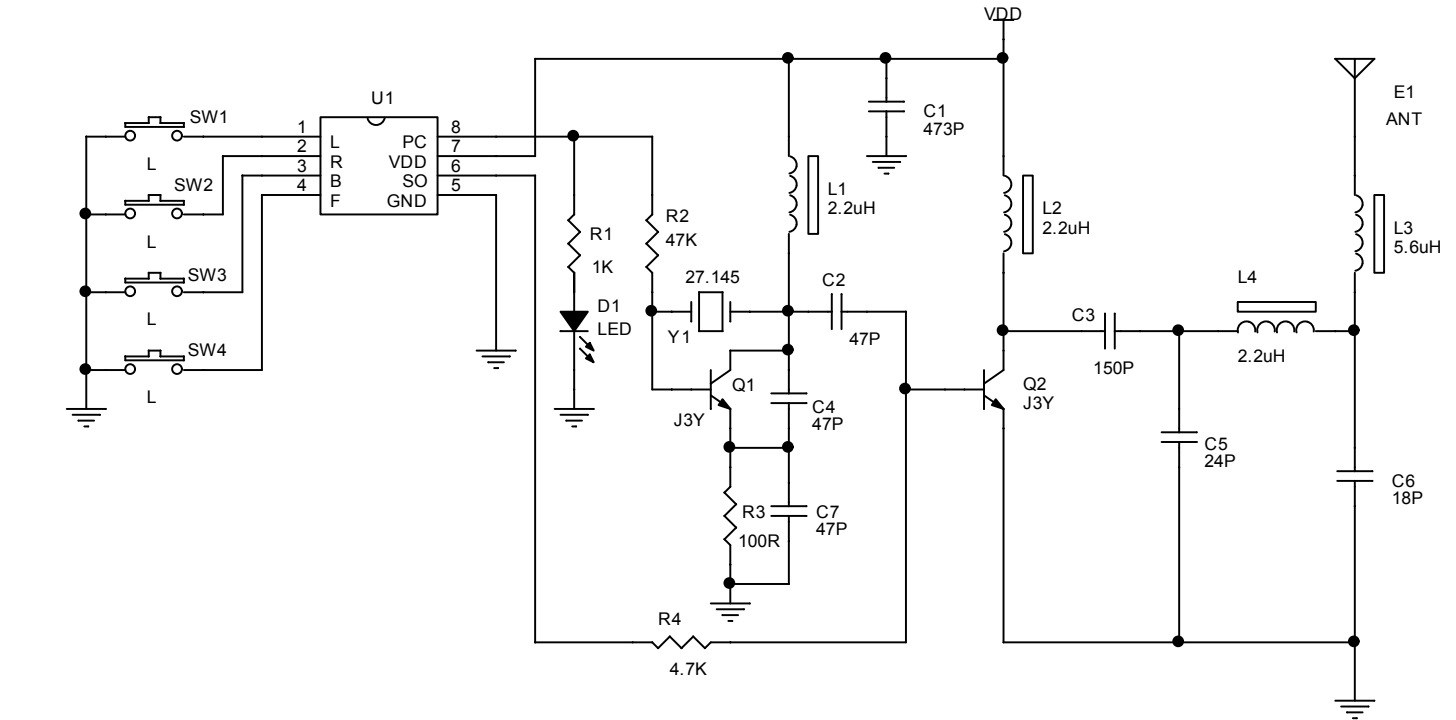 VDD
U1
SW1
L
SW2
L
SW3
L
SW4
L
1
2
3
4
L
R
B
F
PC
VDD
SO
GND
8
7
6
5
R1
1K
D1
LED
R2
47K
27.145
Y1
L1
2.2uH
C1
473P
C2
47P
Q1
J3Y
C4
47P
R3
100R
C7
47P
R4
4.7K
L2
2.2uH
Q2
J3Y
C3
150P
C5
24P
L4
2.2uH
E1
ANT
L3
5.6uH
C6
18P